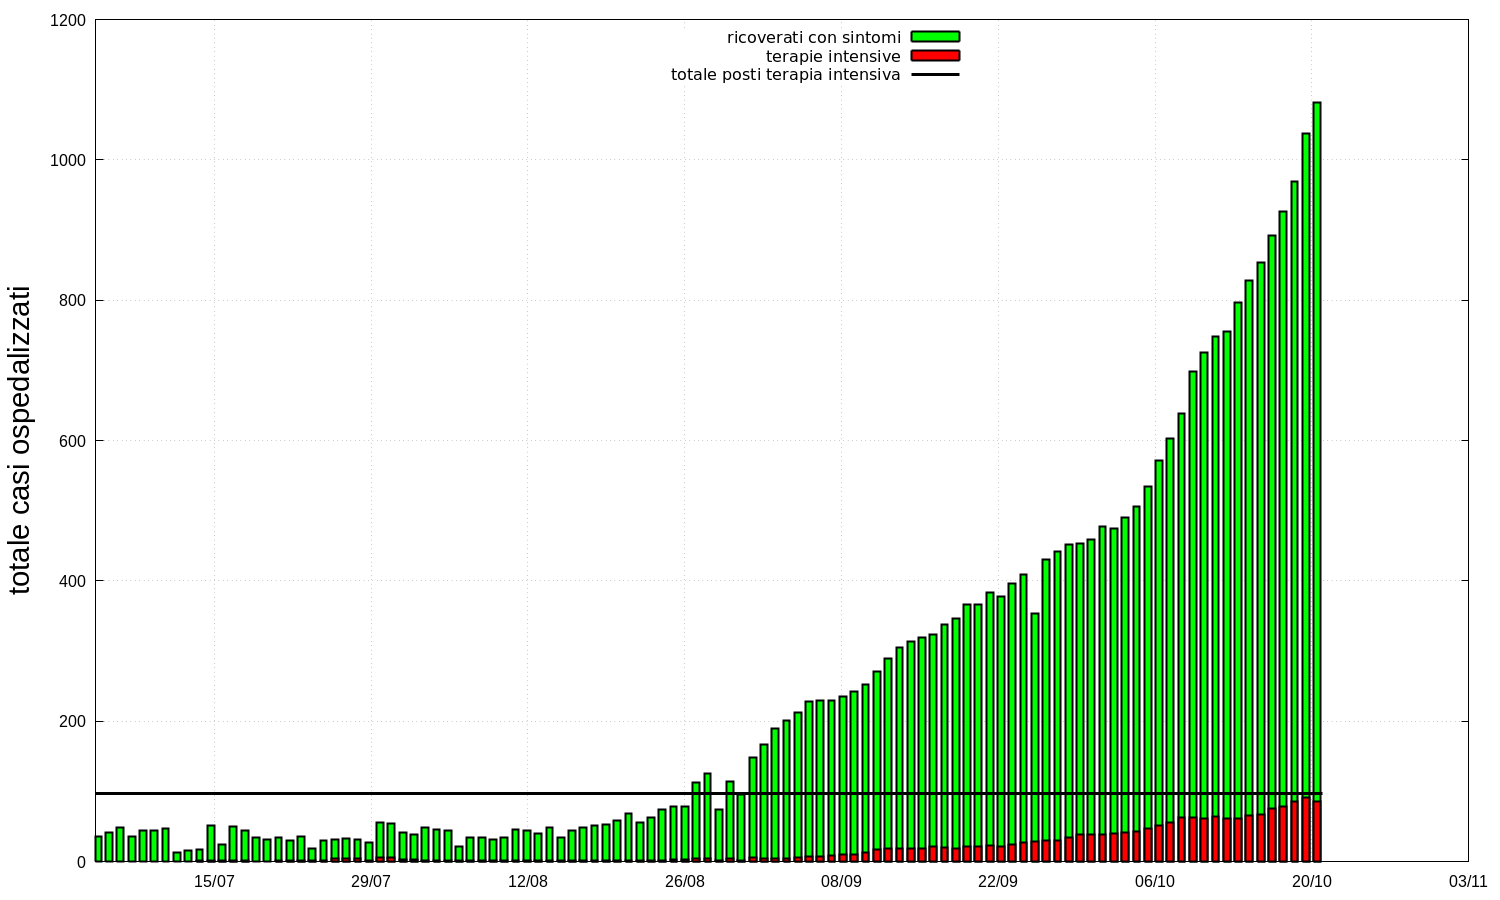 1200
ricoverati con sintomi
terapie intensive
totale posti terapia intensiva
1000
800
600
400
200
0
totale casi ospedalizzati
15/07 29/07 12/08 26/08 08/09 22/09 06/10 20/10 03/11